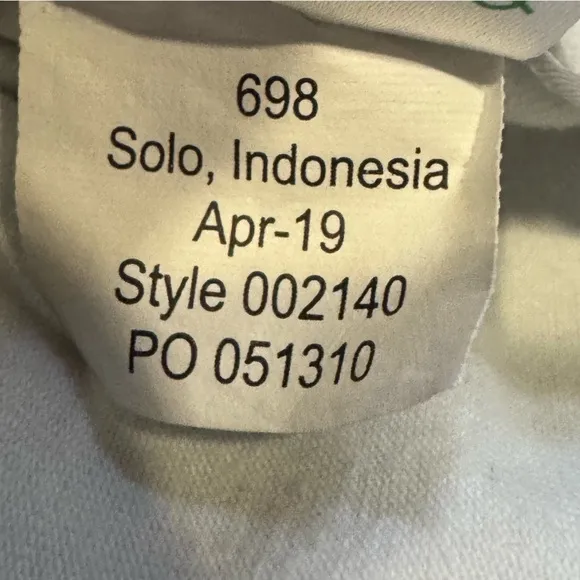 698
Solo, Indonesia
Apr-19
Style 002140
PO 051310